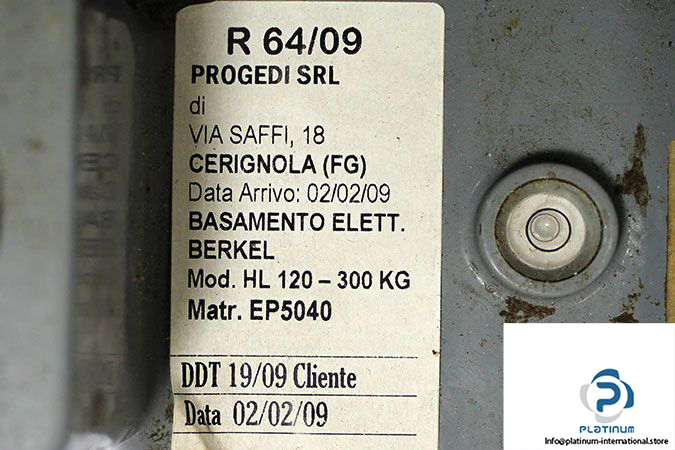 R 64/09
PROGEDI SRL
di
VIA SAFFI, 18
CERIGNOLA (FG)
Data Arrivo: 02/02/09
BASAMENTO ELETT.
BERKEL
Mod. HL 120 – 300 KG
Matr. EP5040
DDT 19/09 Cliente
Data 02/02/09
PLATINUM
Info@platinum-international.store